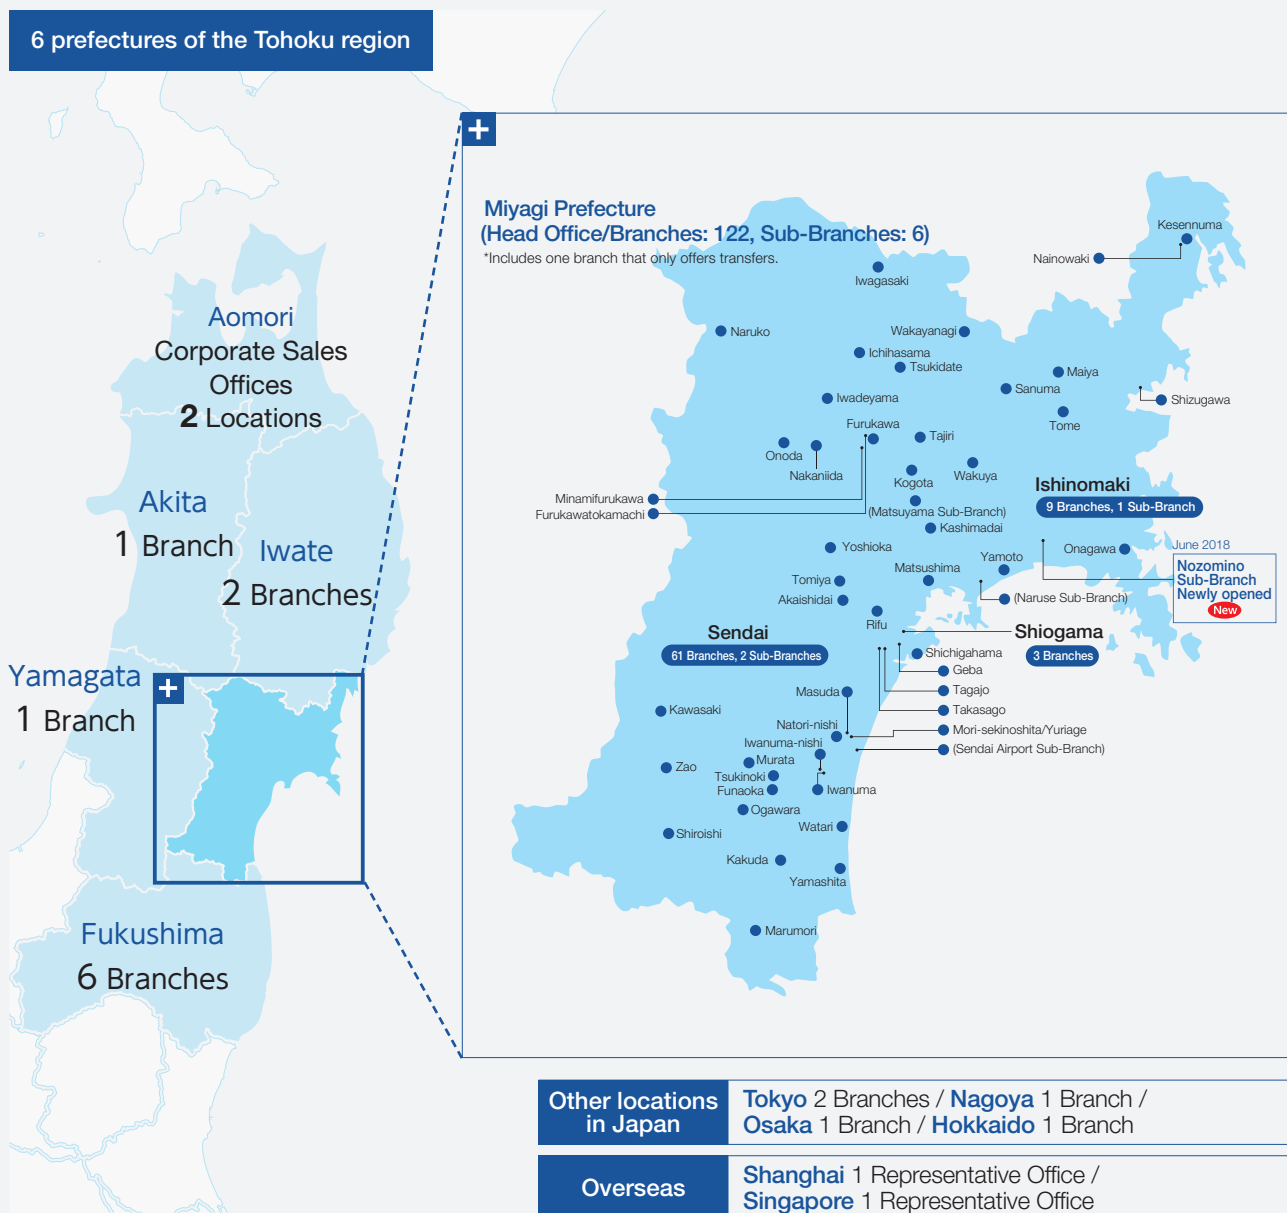 6 prefectures of the Tohoku region
Aomori
Corporate Sales
Offices
2 Locations
Akita
1 Branch
Iwate
2 Branches
Yamagata
1 Branch
Fukushima
6 Branches
Miyagi Prefecture
(Head Office/Branches: 122, Sub-Branches: 6)
*Includes one branch that only offers transfers.
Kesennuma
Nainowaki
Iwagasaki
Naruko
Wakayanagi
Ichihasama
Tsukidate
Maiya
Sanuma
Shizugawa
Iwadeyama
Tome
Furukawa
Tajiri
Onoda
Nakaniida
Wakuya
Kogota
Ishinomaki
9 Branches, 1 Sub-Branch
Minamifurukawa
Furukawatokamachi
(Matsuyama Sub-Branch)
Kashimadai
Yoshioka
Onagawa
June 2018
Nozomino
Sub-Branch
Newly opened
New
Yamoto
Matsushima
Tomiya
Akaishidai
(Naruse Sub-Branch)
Rifu
Sendai
61 Branches, 2 Sub-Branches
Shiogama
3 Branches
Shichigahama
Geba
Tagajo
Takasago
Mori-sekinoshita/Yuriage
(Sendai Airport Sub-Branch)
Masuda
Kawasaki
Natori-nishi
Iwanuma-nishi
Murata
Zao
Tsukinoki
Funaoka
Iwanuma
Ogawara
Watari
Shiroishi
Kakuda
Yamashita
Marumori
Other locations
in Japan
Tokyo 2 Branches / Nagoya 1 Branch /
Osaka 1 Branch / Hokkaido 1 Branch
Overseas
Shanghai 1 Representative Office /
Singapore 1 Representative Office